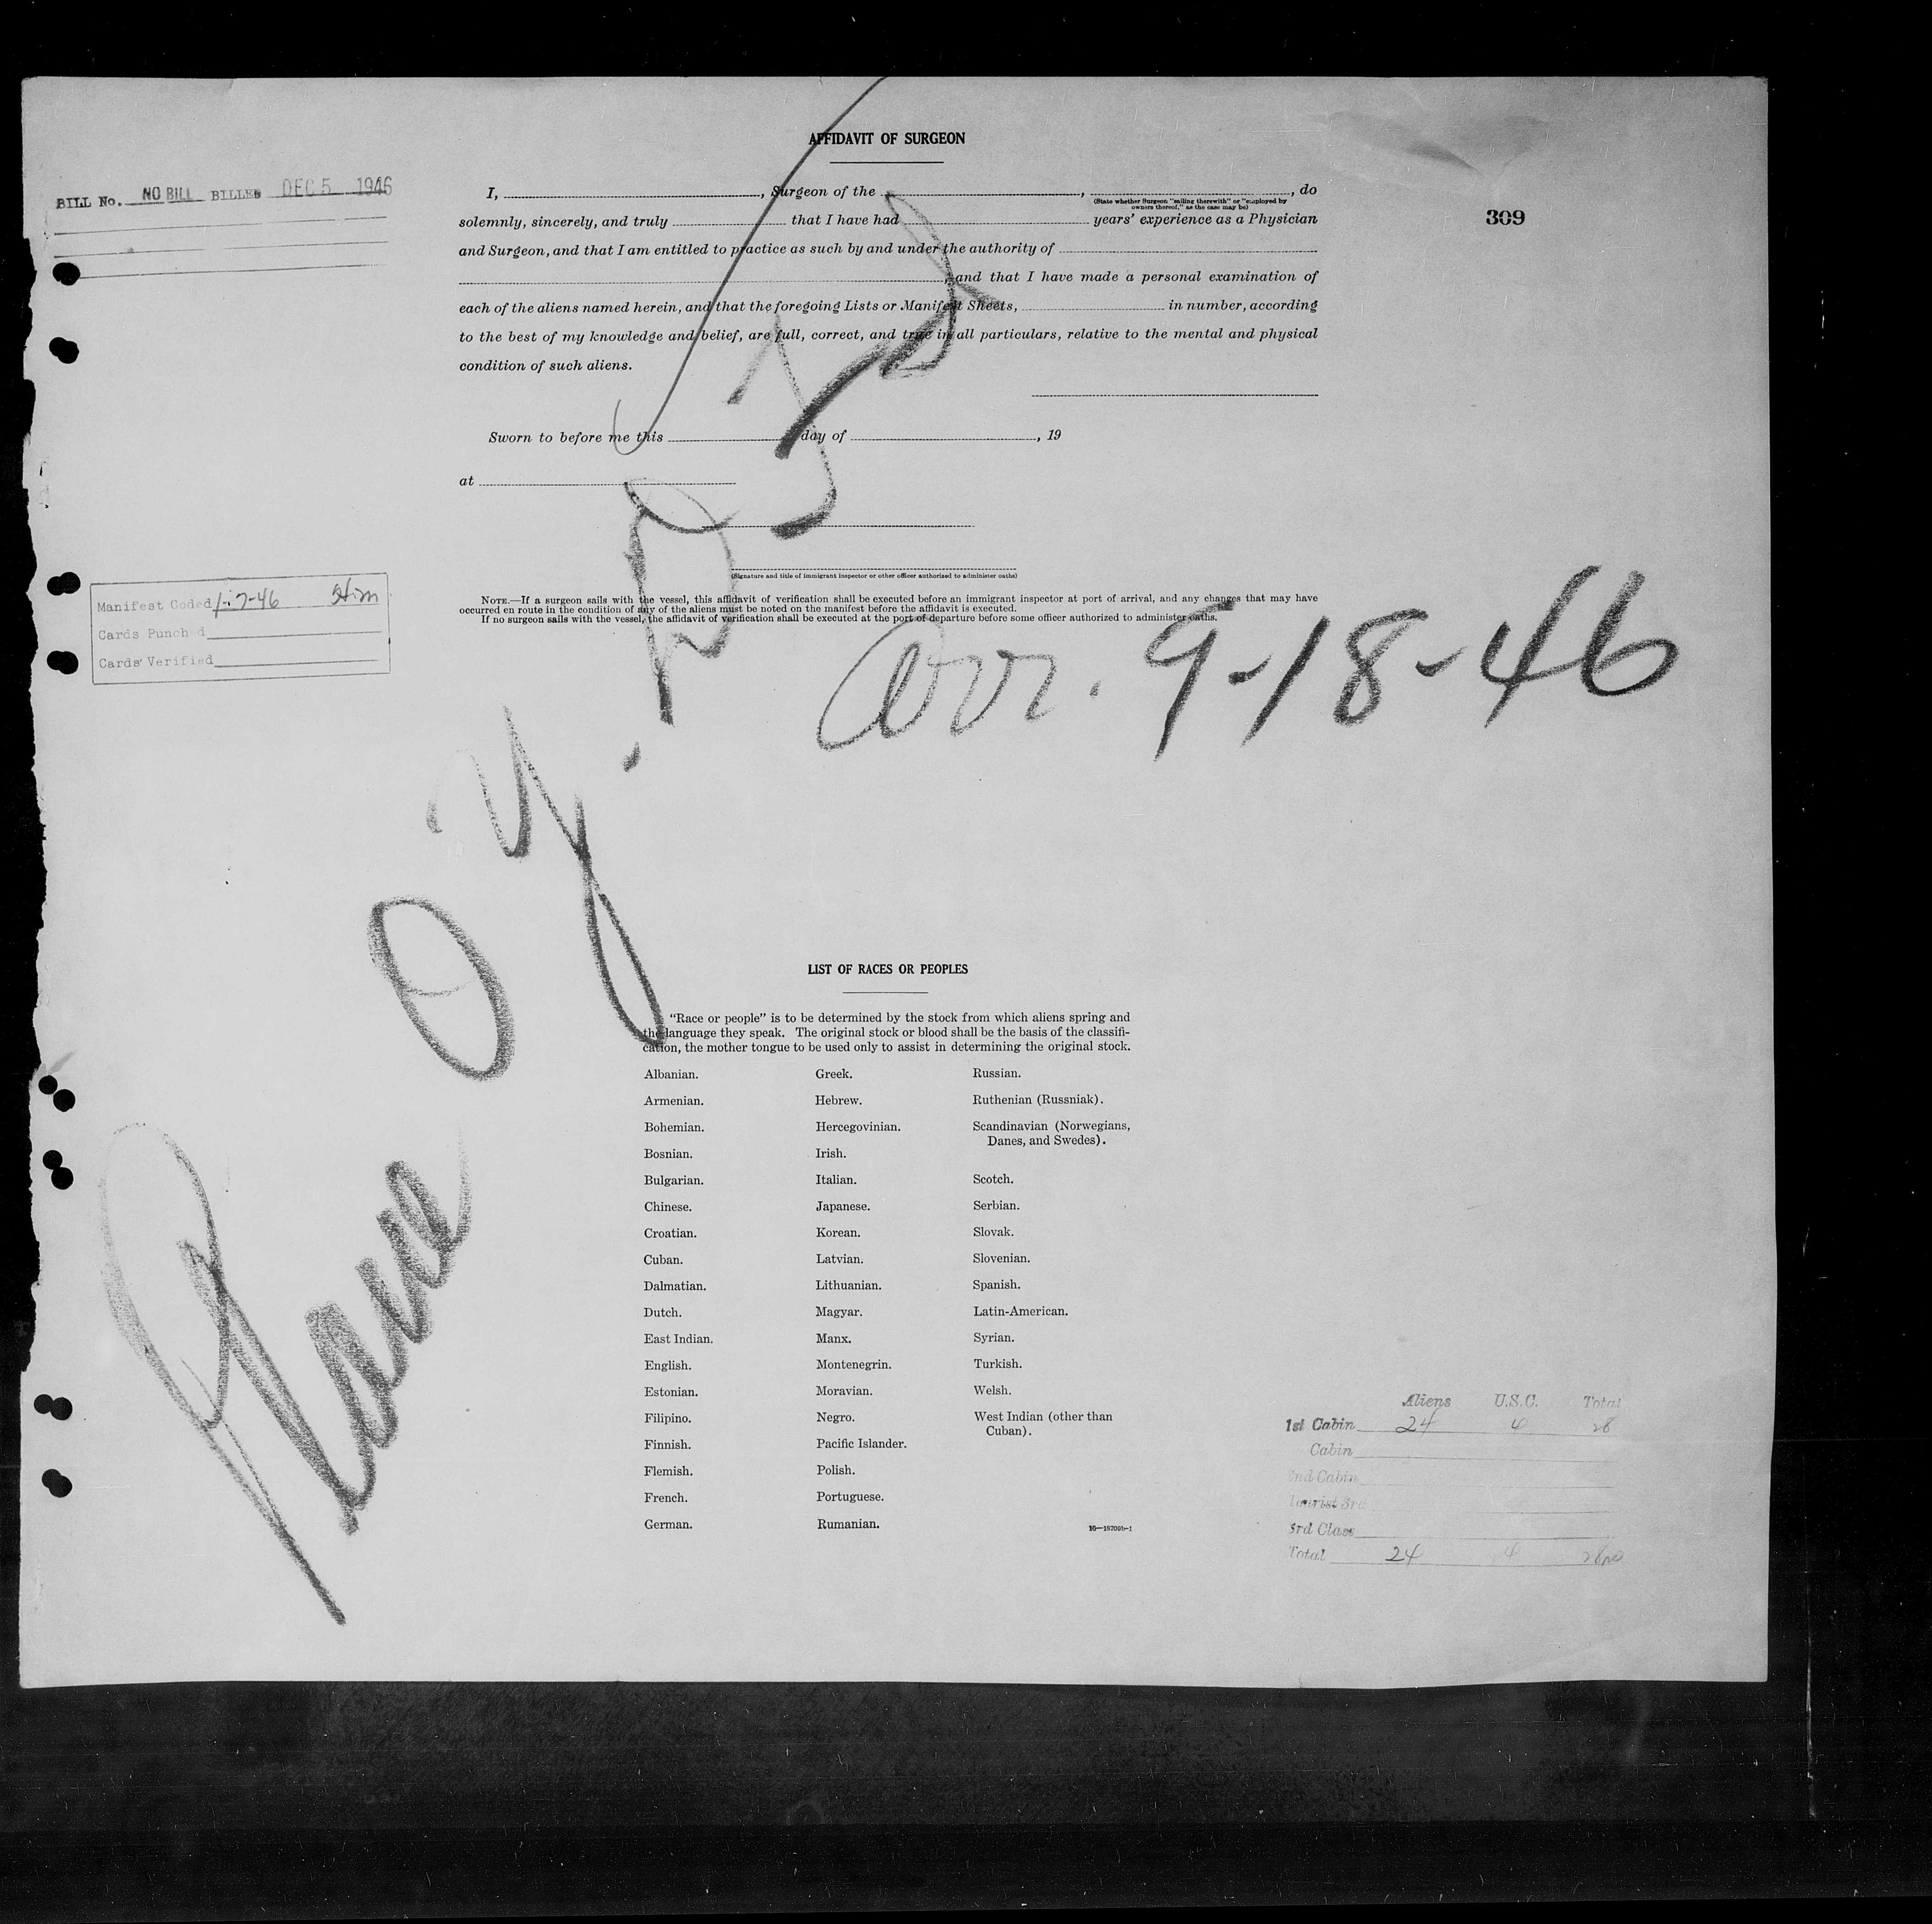 AFFIDAVIT OF SURGEON
BILL No. NO BILL BILLED DEC 5 1946
309
I, , Surgeon of the , , do
(State whether Surgeon "sailing therewith" or "employed by
owners thereof," as the case may be)
solemnly, sincerely, and truly that I have had years' experience as a Physician
and Surgeon, and that I am entitled to practice as such by and under the authority of
, and that I have made a personal examination of
each of the aliens named herein, and that the foregoing Lists or Manifest Sheets, in number, according
to the best of my knowledge and belief, are full, correct, and true in all particulars, relative to the mental and physical
condition of such aliens.
Sworn to before me this day of , 19
at
(Signature and title of immigrant inspector or other officer authorized to administer oaths)
NOTE.—If a surgeon sails with the vessel, this affidavit of verification shall be executed before an immigrant inspector at port of arrival, and any changes that may have
occurred en route in the condition of any of the aliens must be noted on the manifest before the affidavit is executed.
If no surgeon sails with the vessel, the affidavit of verification shall be executed at the port of departure before some officer authorized to administer oaths.
Manifest Coded
Cards Punched
Cards Verified
Arr. 9-18-46
Plane
LIST OF RACES OR PEOPLES
"Race or people" is to be determined by the stock from which aliens spring and
the language they speak. The original stock or blood shall be the basis of the classifi-
cation, the mother tongue to be used only to assist in determining the original stock.
Albanian.
Armenian.
Bohemian.
Bosnian.
Bulgarian.
Chinese.
Croatian.
Cuban.
Dalmatian.
Dutch.
East Indian.
English.
Estonian.
Filipino.
Finnish.
Flemish.
French.
German.
Greek.
Hebrew.
Hercegovinian.
Irish.
Italian.
Japanese.
Korean.
Latvian.
Lithuanian.
Magyar.
Manx.
Montenegrin.
Moravian.
Negro.
Pacific Islander.
Polish.
Portuguese.
Rumanian.
Russian.
Ruthenian (Russniak).
Scandinavian (Norwegians,
Danes, and Swedes).
Scotch.
Serbian.
Slovak.
Slovenian.
Spanish.
Latin-American.
Syrian.
Turkish.
Welsh.
West Indian (other than
Cuban).
Aliens U.S.C. Total
1st Cabin 24 4 28
Cabin
2nd Cabin
Tourist 3rd
3rd Class
Total 24 4